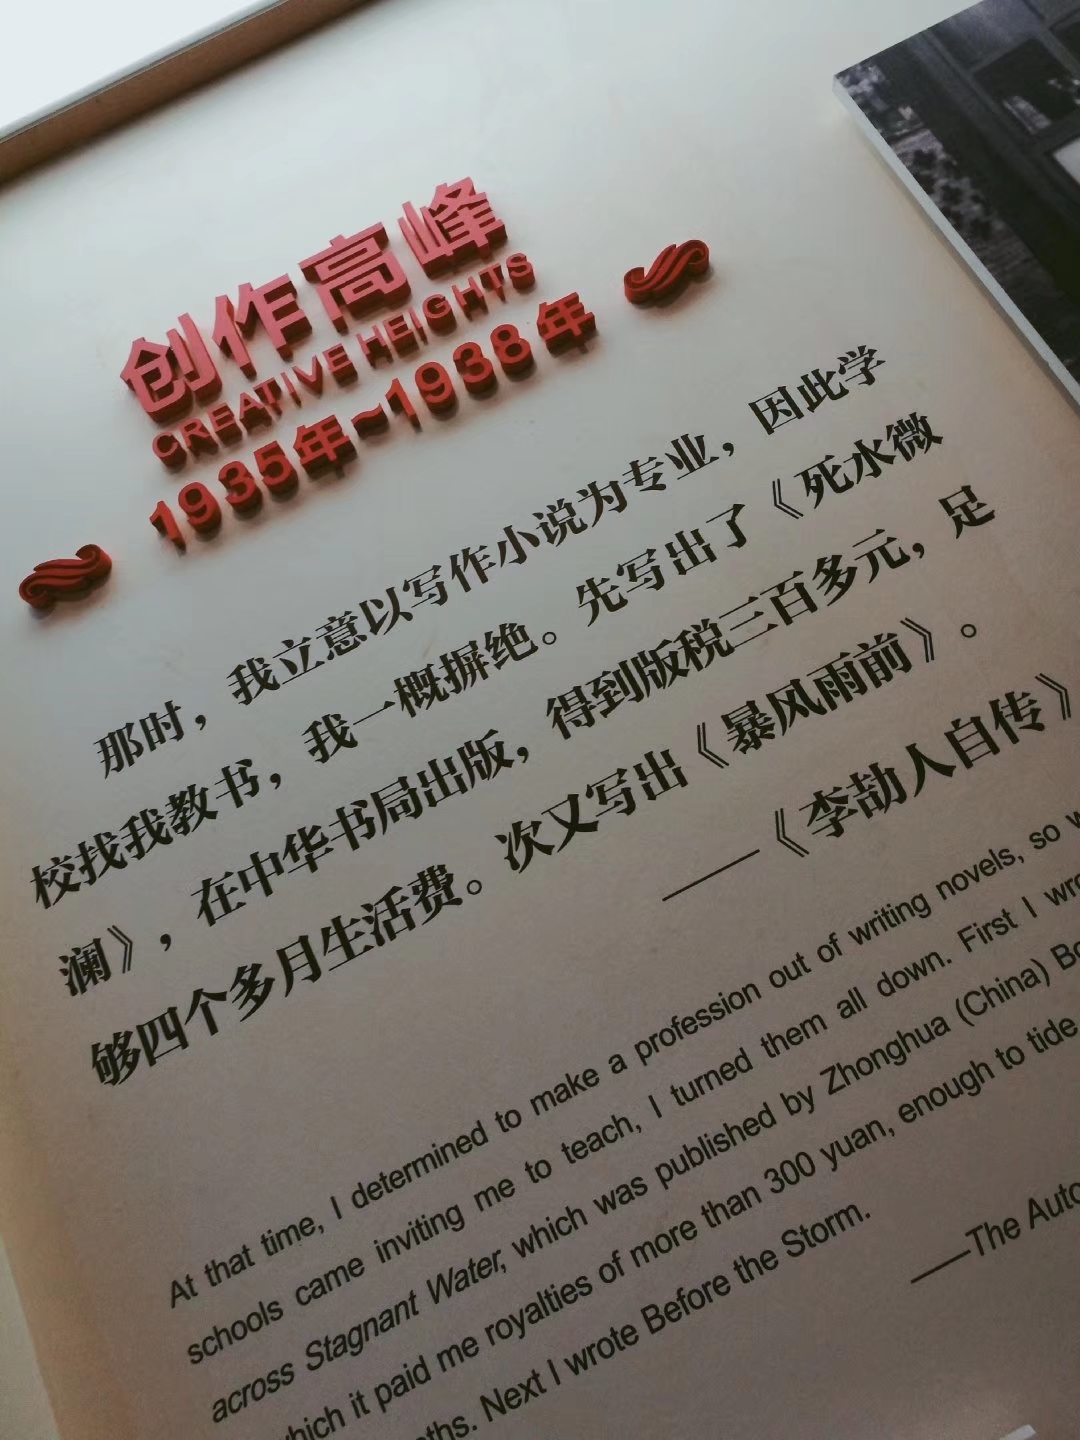 创作高峰
CREATIVE HEIGHTS
1935年~1938年
那时，我立意以写作小说为专业，因此学
校找我教书，我一概摒绝。先写出了《死水微
澜》，在中华书局出版，得到版税三百多元，足
够四个多月生活费。次又写出《暴风雨前》。
——《李劼人自传》
At that time, I determined to make a profession out of writing novels, so
schools came inviting me to teach, I turned them all down. First I
across Stagnant Water, which was published by Zhonghua (China)
it paid me royalties of more than 300 yuan, enough to tide
Next I wrote Before the Storm.
—The